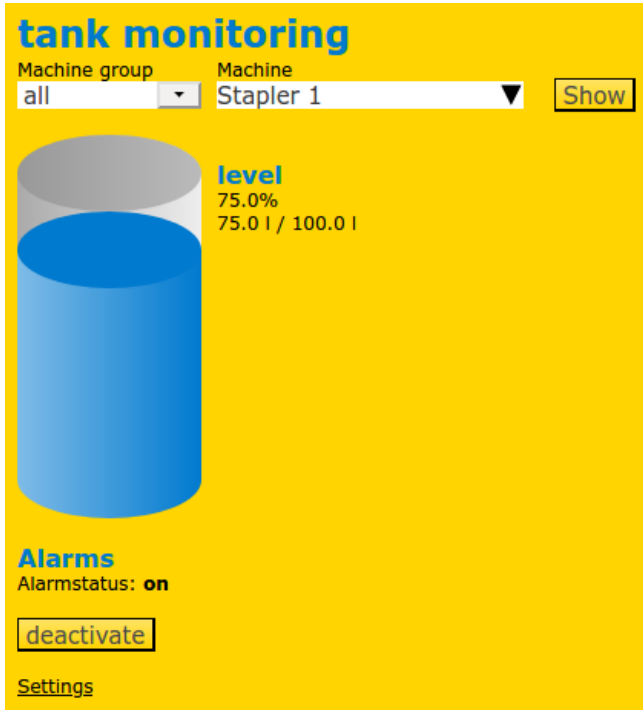 tank monitoring
Machine group Machine
all Stapler 1 Show
level
75.0%
75.0 l / 100.0 l
Alarms
Alarmstatus: on
deactivate
Settings